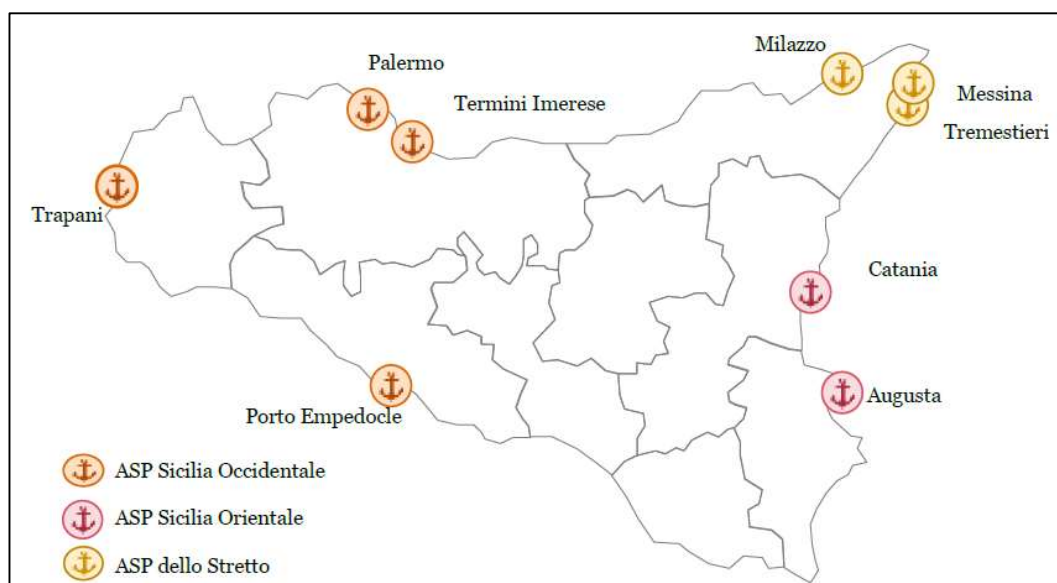 Milazzo
Palermo
Messina
Termini Imerese
Tremestieri
Trapani
Catania
Augusta
Porto Empedocle
ASP Sicilia Occidentale
ASP Sicilia Orientale
ASP dello Stretto